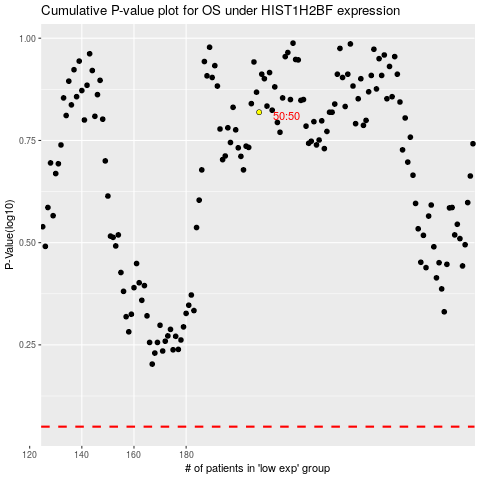 Cumulative P-value plot for OS under HIST1H2BF expression
P-Value(log10)
1.00
0.75
0.50
0.25
50:50
120 140 160 180
# of patients in 'low exp' group